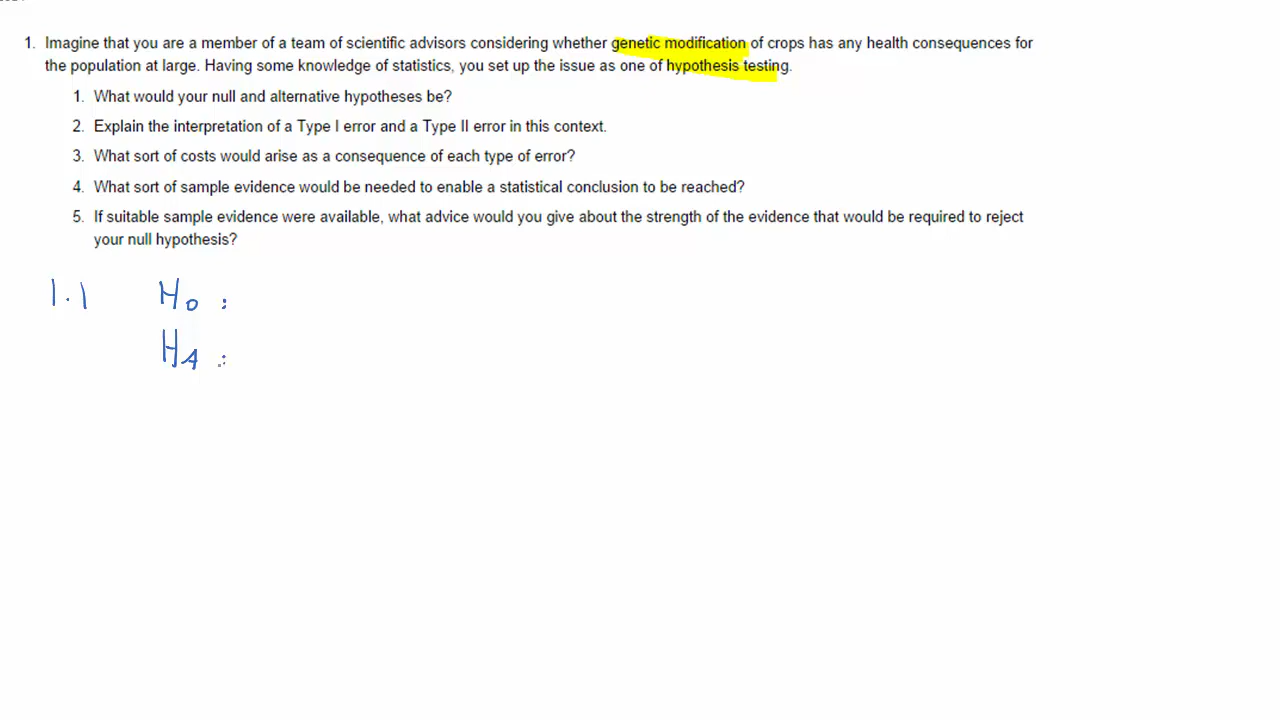 1. Imagine that you are a member of a team of scientific advisors considering whether genetic modification of crops has any health consequences for
the population at large. Having some knowledge of statistics, you set up the issue as one of hypothesis testing.
1. What would your null and alternative hypotheses be?
2. Explain the interpretation of a Type I error and a Type II error in this context.
3. What sort of costs would arise as a consequence of each type of error?
4. What sort of sample evidence would be needed to enable a statistical conclusion to be reached?
5. If suitable sample evidence were available, what advice would you give about the strength of the evidence that would be required to reject
your null hypothesis?
1.1 H0 :
HA :